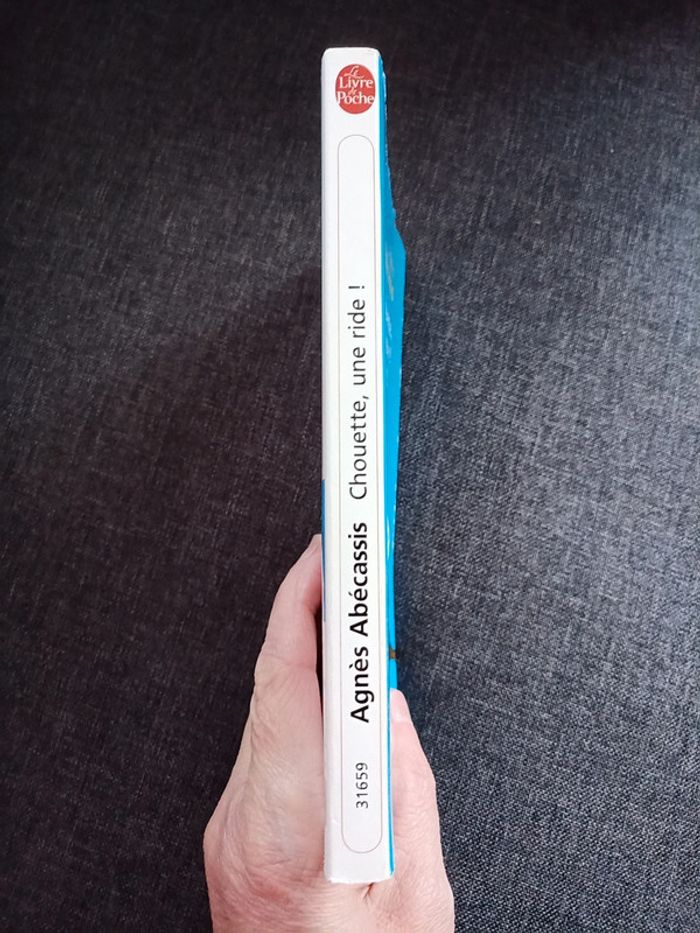 Le
Livre
de
Poche
Agnès Abécassis Chouette, une ride !
31659